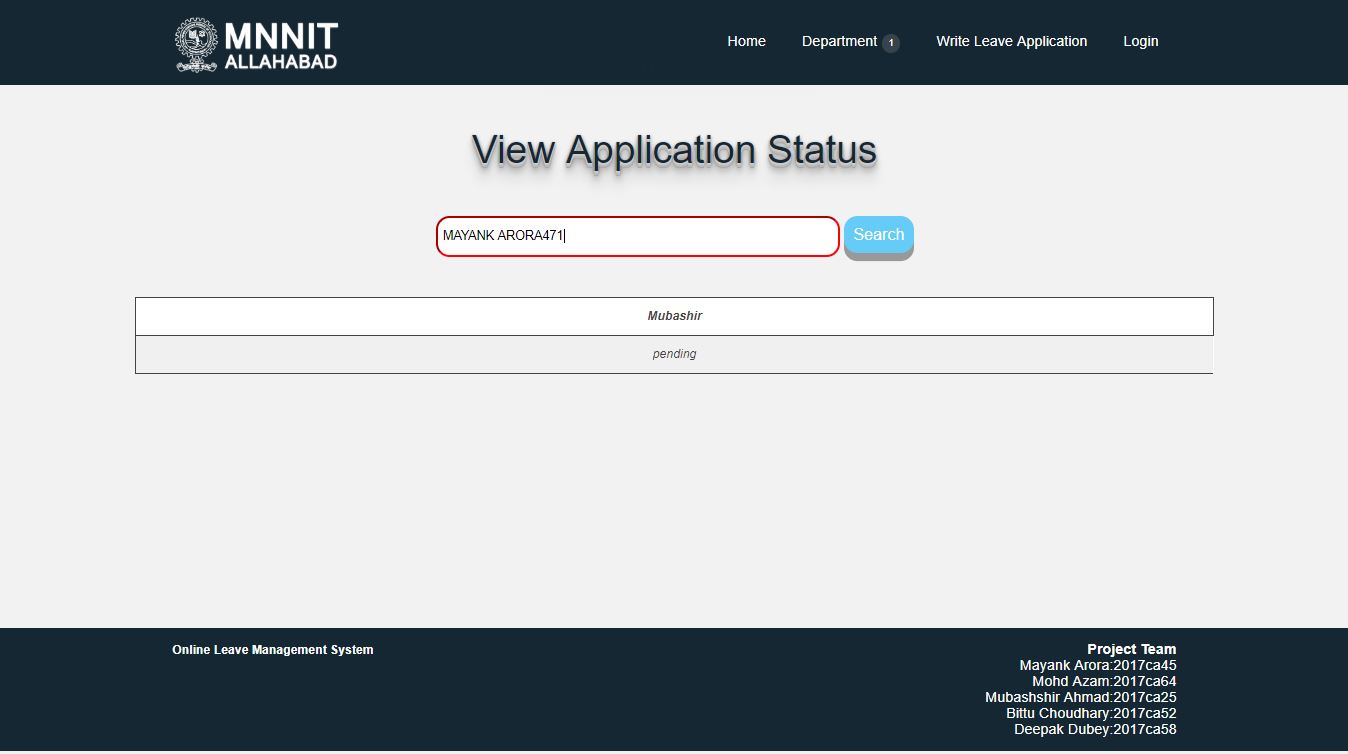 MNNIT
ALLAHABAD
Home Department 1 Write Leave Application Login
View Application Status
MAYANK ARORA471 Search
Mubashir
pending
Online Leave Management System
Project Team
Mayank Arora:2017ca45
Mohd Azam:2017ca64
Mubashshir Ahmad:2017ca25
Bittu Choudhary:2017ca52
Deepak Dubey:2017ca58